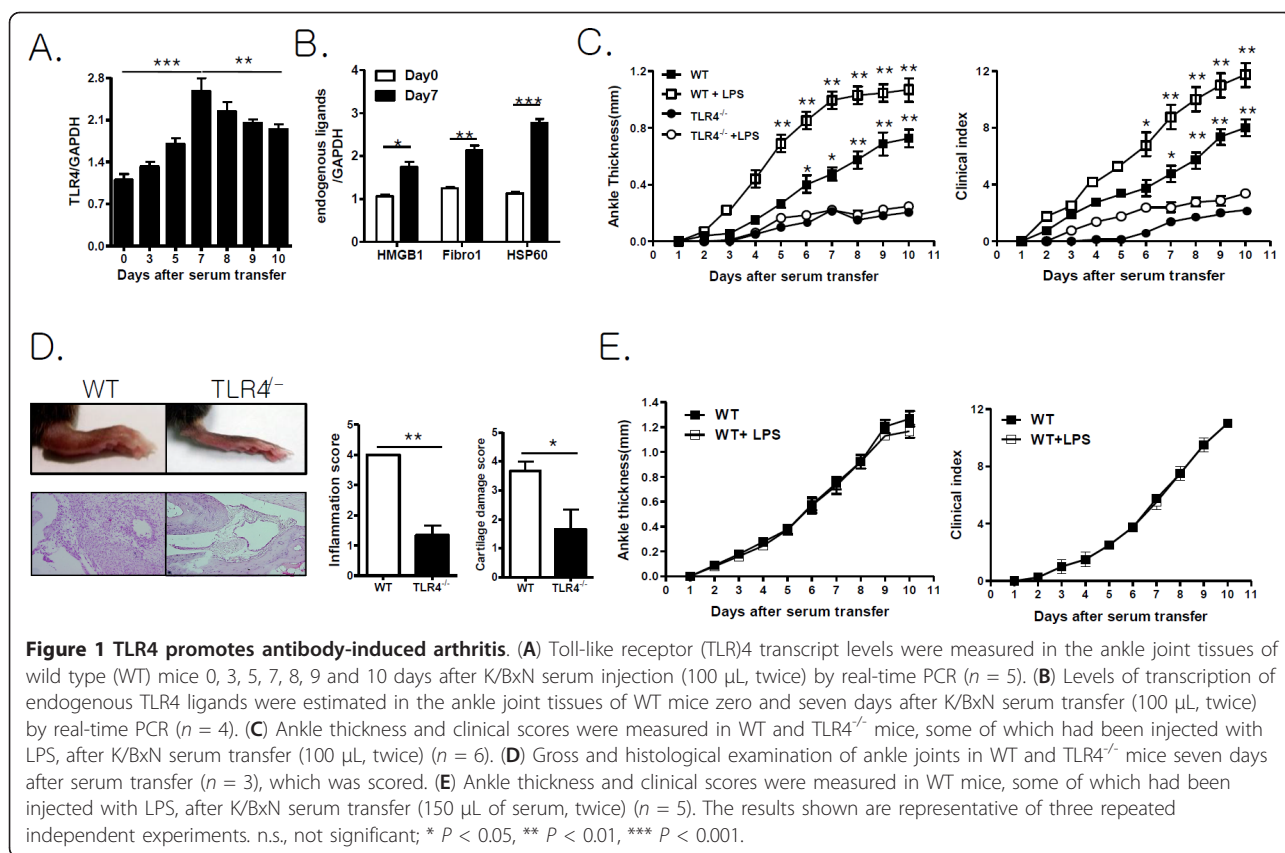 A.
*** **
TLR4/GAPDH
2.8
2.1
1.4
0.7
0.0
0 3 5 7 8 9 10
Days after serum transfer
B.
Day0
Day7
endogenous ligands
/GAPDH
4
3
2
1
0
* ** ***
HMGB1 Fibro1 HSP60
C.
WT
WT + LPS
TLR4-/-
TLR4-/- +LPS
Ankle Thickness(mm)
1.2
0.8
0.4
0.0
** ** ** ** ** **
* * ** ** **
0 1 2 3 4 5 6 7 8 9 10 11
Days after serum transfer
Clinical index
12
8
4
0
* ** ** ** **
* ** ** **
0 1 2 3 4 5 6 7 8 9 10 11
Days after serum transfer
D.
WT TLR4-/-
Inflammation score
5
4
3
2
1
0
**
WT TLR4-/-
Cartilage damage score
5
4
3
2
1
0
*
WT TLR4-/-
E.
WT
WT+ LPS
Ankle thickness(mm)
1.4
1.2
1.0
0.8
0.6
0.4
0.2
0.0
0 1 2 3 4 5 6 7 8 9 10 11
Days after serum transfer
WT
WT+LPS
Clinical index
12
8
4
0
0 1 2 3 4 5 6 7 8 9 10 11
Days after serum transfer
Figure 1 TLR4 promotes antibody-induced arthritis. (A) Toll-like receptor (TLR)4 transcript levels were measured in the ankle joint tissues of
wild type (WT) mice 0, 3, 5, 7, 8, 9 and 10 days after K/BxN serum injection (100 μL, twice) by real-time PCR (n = 5). (B) Levels of transcription of
endogenous TLR4 ligands were estimated in the ankle joint tissues of WT mice zero and seven days after K/BxN serum transfer (100 μL, twice)
by real-time PCR (n = 4). (C) Ankle thickness and clinical scores were measured in WT and TLR4-/- mice, some of which had been injected with
LPS, after K/BxN serum transfer (100 μL, twice) (n = 6). (D) Gross and histological examination of ankle joints in WT and TLR4-/- mice seven days
after serum transfer (n = 3), which was scored. (E) Ankle thickness and clinical scores were measured in WT mice, some of which had been
injected with LPS, after K/BxN serum transfer (150 μL of serum, twice) (n = 5). The results shown are representative of three repeated
independent experiments. n.s., not significant; * P < 0.05, ** P < 0.01, *** P < 0.001.